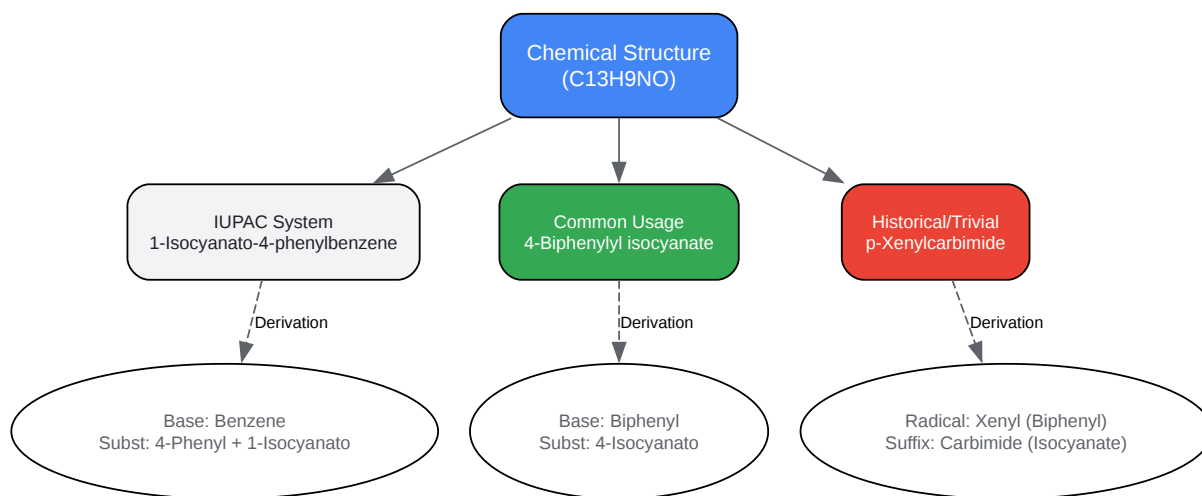 Chemical Structure
(C13H9NO)
IUPAC System
1-Isocyanato-4-phenylbenzene
Common Usage
4-Biphenylyl isocyanate
Historical/Trivial
p-Xenylcarbimide
Derivation
Derivation
Derivation
Base: Benzene
Subst: 4-Phenyl + 1-Isocyanato
Base: Biphenyl
Subst: 4-Isocyanato
Radical: Xenyl (Biphenyl)
Suffix: Carbimide (Isocyanate)